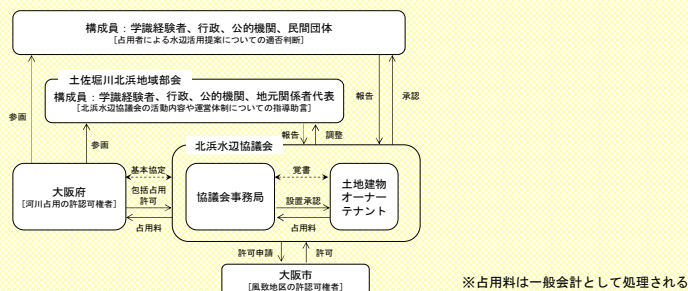 構成員：学識経験者、行政、公的機関、民間団体
［占用者による水辺活用提案についての適否判断］
土佐堀川北浜地域部会
構成員：学識経験者、行政、公的機関、地元関係者代表
［北浜水辺協議会の活動内容や運営体制についての指導助言］
報告
承認
参画
参画
報告
調整
北浜水辺協議会
大阪府
［河川占用の許認可権者］
基本協定
包括占用
許可
占用料
協議会事務局
覚書
設置承認
占用料
土地建物
オーナー
テナント
許可申請
許可
大阪市
［風致地区の許認可権者］
※占用料は一般会計として処理される